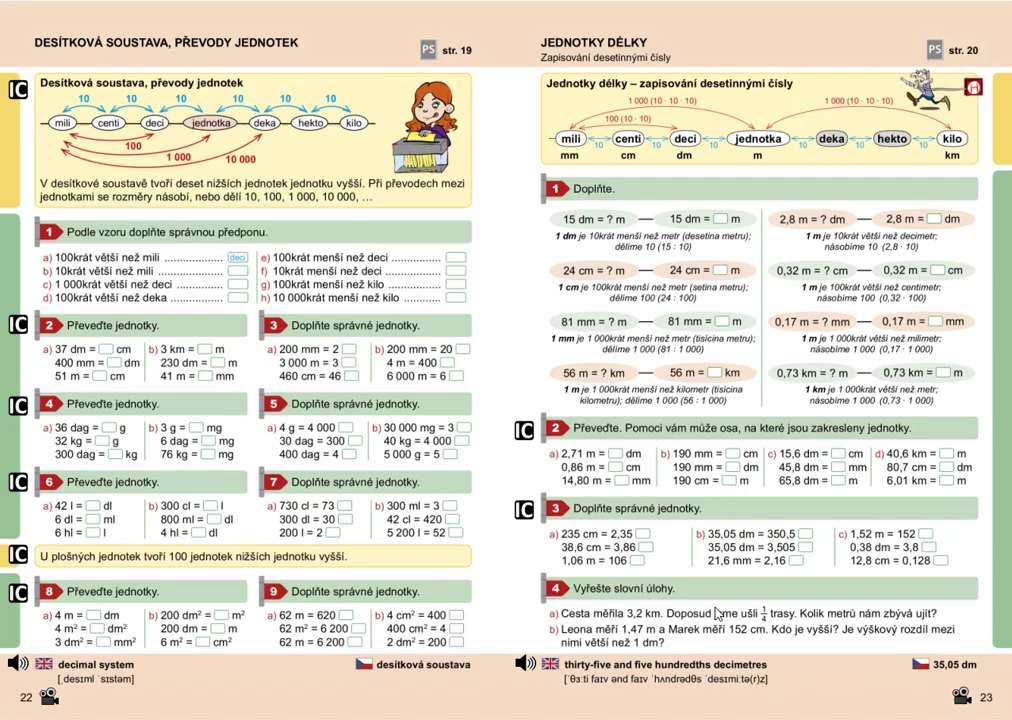 DESÍTKOVÁ SOUSTAVA, PŘEVODY JEDNOTEK
PS str. 19
IC
Desítková soustava, převody jednotek
10 10 10 10 10 10
mili centi deci jednotka deka hekto kilo
100
1 000
10 000
V desítkové soustavě tvoří deset nižších jednotek jednotku vyšší. Při převodech mezi
jednotkami se rozměry násobí, nebo dělí 10, 100, 1 000, 10 000, …
1 Podle vzoru doplňte správnou předponu.
a) 100krát větší než mili ................... deci
b) 10krát větší než mili .....................
c) 1 000krát větší než deci ...............
d) 100krát větší než deka .................
e) 100krát menší než deci ................
f) 10krát menší než deci ..................
g) 100krát menší než kilo .................
h) 10 000krát menší než kilo ............
IC
2 Převeďte jednotky.
a) 37 dm = cm
400 mm = dm
51 m = cm
b) 3 km = m
230 dm = m
41 m = mm
3 Doplňte správné jednotky.
a) 200 mm = 2
3 000 m = 3
460 cm = 46
b) 200 mm = 20
4 m = 400
6 000 m = 6
IC
4 Převeďte jednotky.
a) 36 dag = g
32 kg = g
300 dag = kg
b) 3 g = mg
6 dag = mg
76 kg = mg
5 Doplňte správné jednotky.
a) 4 g = 4 000
30 dag = 300
400 dag = 4
b) 30 000 mg = 3
40 kg = 4 000
5 000 g = 5
IC
6 Převeďte jednotky.
a) 42 l = dl
6 dl = ml
6 hl = l
b) 300 cl = l
800 ml = dl
4 hl = dl
7 Doplňte správné jednotky.
a) 730 cl = 73
300 dl = 30
200 l = 2
b) 300 ml = 3
42 cl = 420
5 200 l = 52
IC
U plošných jednotek tvoří 100 jednotek nižších jednotku vyšší.
IC
8 Převeďte jednotky.
a) 4 m = dm
4 m² = dm²
3 dm² = mm²
b) 200 dm² = m²
200 dm = m
6 m² = cm²
9 Doplňte správné jednotky.
a) 62 m = 620
62 m² = 6 200
62 m = 6 200
b) 4 cm² = 400
400 cm² = 4
2 dm² = 200
decimal system
[ˌdesɪml ˈsɪstəm]
desítková soustava
22
JEDNOTKY DÉLKY
Zapisování desetinnými čísly
PS str. 20
Jednotky délky – zapisování desetinnými čísly
1 000 (10 · 10 · 10) 1 000 (10 · 10 · 10)
100 (10 · 10)
mili centi deci jednotka deka hekto kilo
10 10 10 10 10 10
mm cm dm m km
1 Doplňte.
15 dm = ? m — 15 dm = m
1 dm je 10krát menší než metr (desetina metru);
dělíme 10 (15 : 10)
24 cm = ? m — 24 cm = m
1 cm je 100krát menší než metr (setina metru);
dělíme 100 (24 : 100)
81 mm = ? m — 81 mm = m
1 mm je 1 000krát menší než metr (tisícina metru);
dělíme 1 000 (81 : 1 000)
56 m = ? km — 56 m = km
1 m je 1 000krát menší než kilometr (tisícina
kilometru); dělíme 1 000 (56 : 1 000)
2,8 m = ? dm — 2,8 m = dm
1 m je 10krát větší než decimetr;
násobíme 10 (2,8 · 10)
0,32 m = ? cm — 0,32 m = cm
1 m je 100krát větší než centimetr;
násobíme 100 (0,32 · 100)
0,17 m = ? mm — 0,17 m = mm
1 m je 1 000krát větší než milimetr;
násobíme 1 000 (0,17 · 1 000)
0,73 km = ? m — 0,73 km = m
1 km je 1 000krát větší než metr;
násobíme 1 000 (0,73 · 1 000)
IC
2 Převeďte. Pomocí vám může osa, na které jsou zakresleny jednotky.
a) 2,71 m = dm
0,86 m = cm
14,80 m = mm
b) 190 mm = cm
190 mm = dm
190 cm = m
c) 15,6 dm = cm
45,8 dm = mm
65,8 dm = m
d) 40,6 km = m
80,7 cm = dm
6,01 km = m
IC
3 Doplňte správné jednotky.
a) 235 cm = 2,35
38,6 cm = 3,86
1,06 m = 106
b) 35,05 dm = 350,5
35,05 dm = 3,505
21,6 mm = 2,16
c) 1,52 m = 152
0,38 dm = 3,8
12,8 cm = 0,128
4 Vyřešte slovní úlohy.
a) Cesta měřila 3,2 km. Doposud jsme ušli 1/4 trasy. Kolik metrů nám zbývá ujít?
b) Leona měří 1,47 m a Marek měří 152 cm. Kdo je vyšší? Je výškový rozdíl mezi
nimi větší než 1 dm?
thirty-five and five hundredths decimetres
[ˈθɜːti faɪv ənd faɪv ˈhʌndrədθs ˈdesɪmiːtə(r)z]
35,05 dm
23